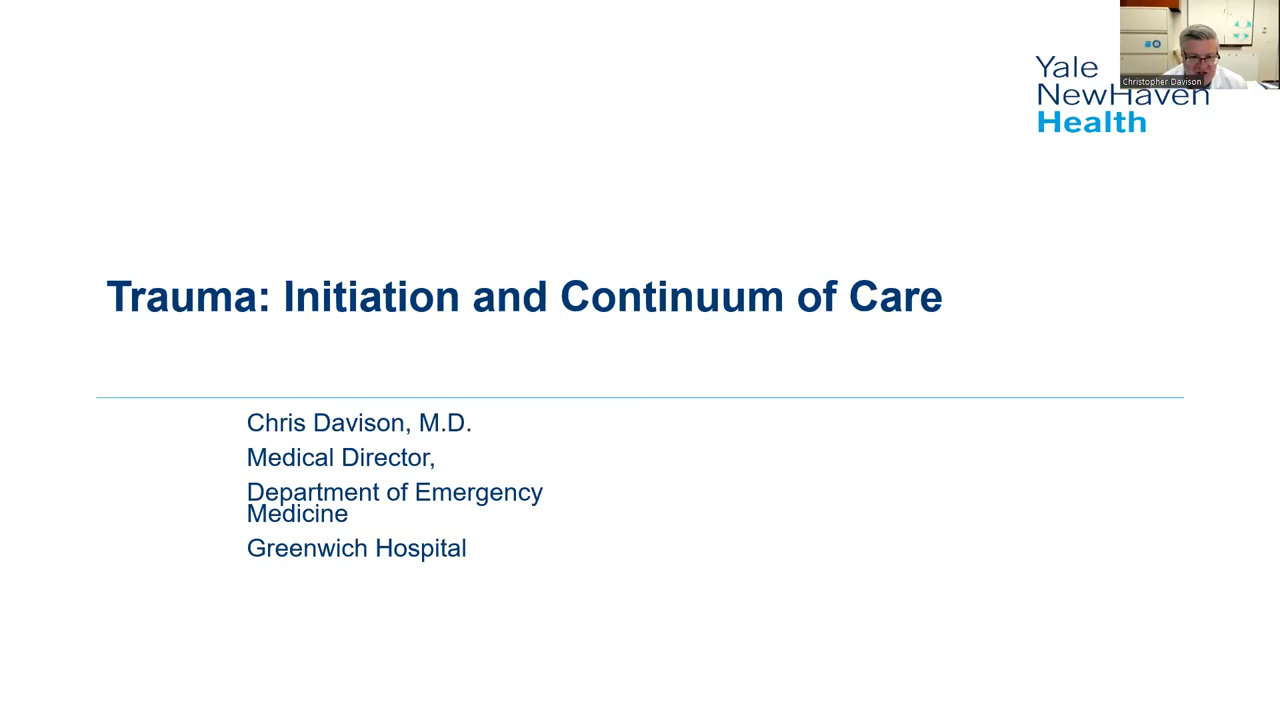 Yale
NewHaven
Health
Christopher Davison
Trauma: Initiation and Continuum of Care
Chris Davison, M.D.
Medical Director,
Department of Emergency
Medicine
Greenwich Hospital